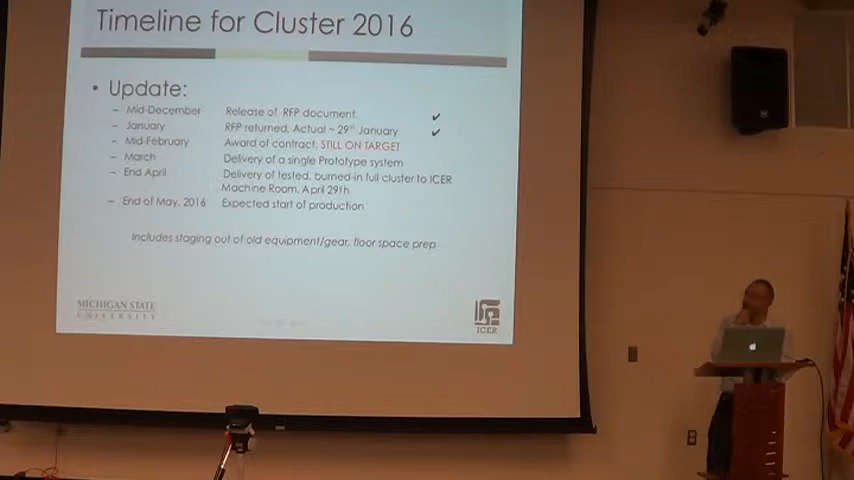 Timeline for Cluster 2016
• Update:
– Mid-December Release of RFP document. ✔
– January RFP returned, Actual ~ 29th January ✔
– Mid-February Award of contract, STILL ON TARGET
– March Delivery of a single Prototype system
– End April Delivery of tested, burned-in full cluster to ICER
Machine Room, April 29th
– End of May, 2016 Expected start of production
Includes staging out of old equipment/gear, floor space prep
MICHIGAN STATE
UNIVERSITY
ICER